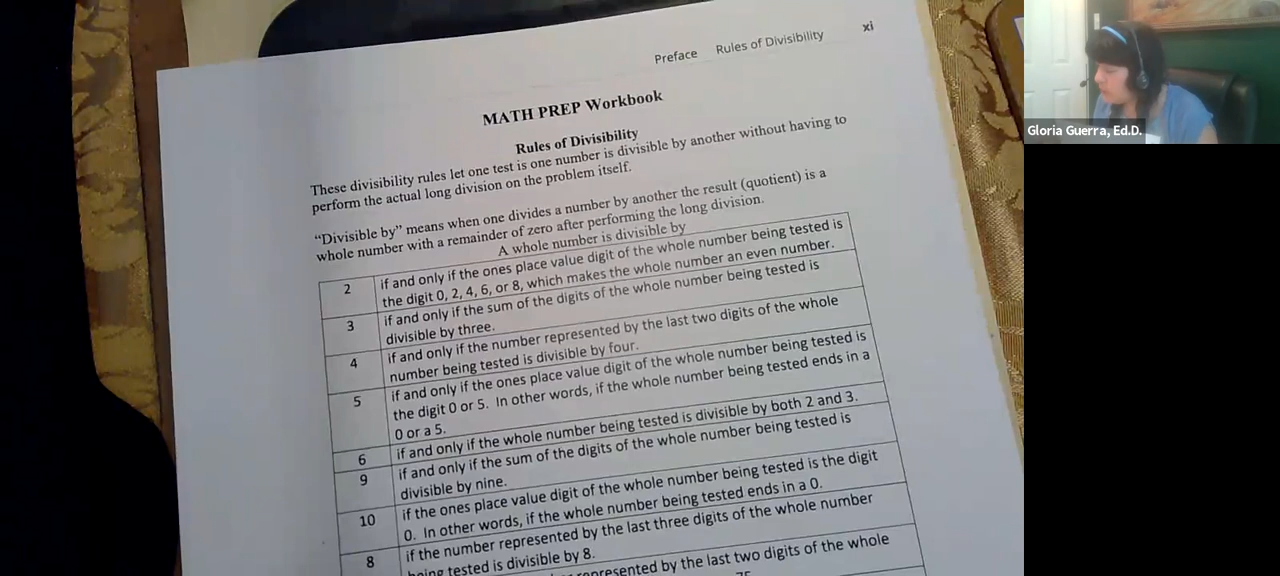 Preface Rules of Divisibility xi
MATH PREP Workbook
Rules of Divisibility
These divisibility rules let one test is one number is divisible by another without having to
perform the actual long division on the problem itself.
“Divisible by” means when one divides a number by another the result (quotient) is a
whole number with a remainder of zero after performing the long division.
A whole number is divisible by
2 if and only if the ones place value digit of the whole number being tested is
the digit 0, 2, 4, 6, or 8, which makes the whole number an even number.
3 if and only if the sum of the digits of the whole number being tested is
divisible by three.
4 if and only if the number represented by the last two digits of the whole
number being tested is divisible by four.
5 if and only if the ones place value digit of the whole number being tested is
the digit 0 or 5. In other words, if the whole number being tested ends in a
0 or a 5.
6 if and only if the whole number being tested is divisible by both 2 and 3.
9 if and only if the sum of the digits of the whole number being tested is
divisible by nine.
10 if the ones place value digit of the whole number being tested is the digit
0. In other words, if the whole number being tested ends in a 0.
8 if the number represented by the last three digits of the whole number
being tested is divisible by 8.
represented by the last two digits of the whole
Gloria Guerra, Ed.D.